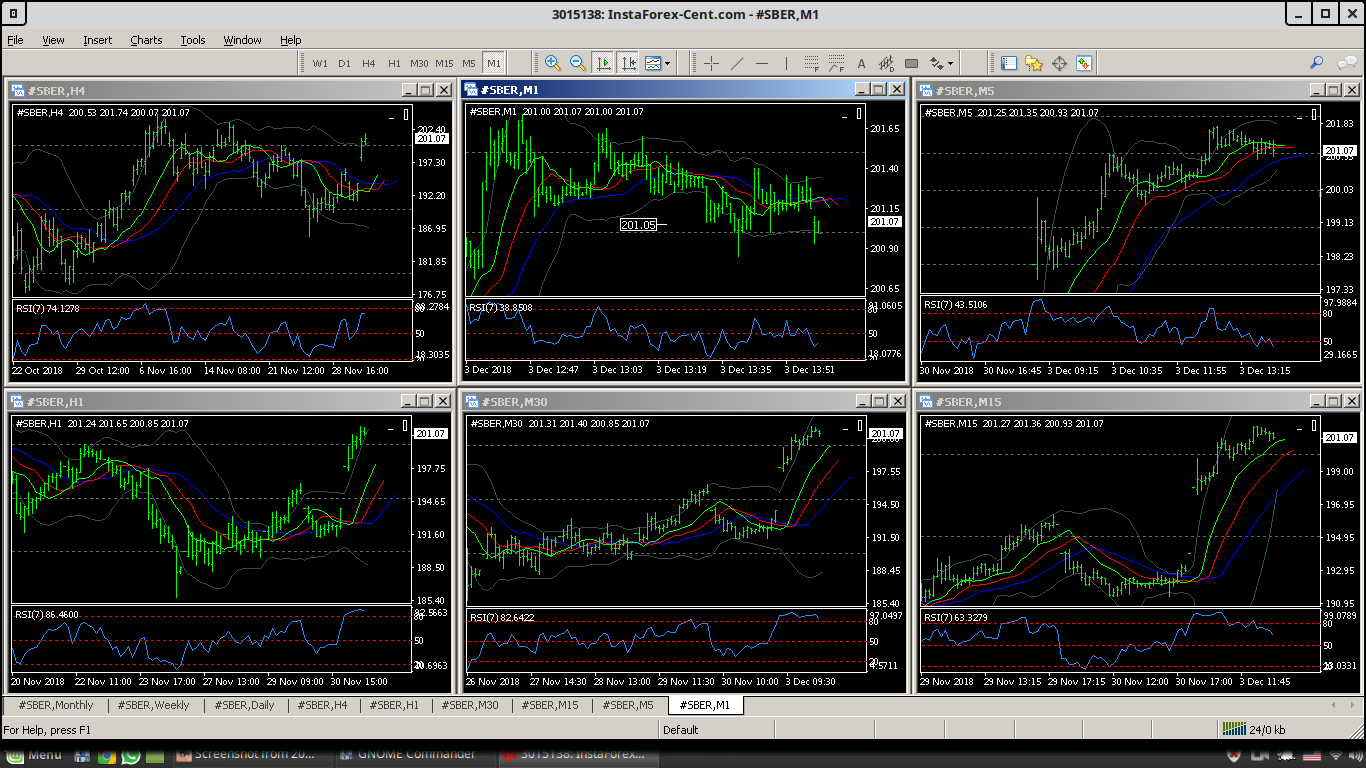 3015138: InstaForex-Cent.com - #SBER,M1
File View Insert Charts Tools Window Help
W1 D1 H4 H1 M30 M15 M5 M1
#SBER,H4
#SBER,H4 200.53 201.74 200.07 201.07
202.40
201.07
197.30
192.20
186.95
181.85
176.75
RSI(7) 74.1278
80
50
18.3035
22 Oct 2018 29 Oct 12:00 6 Nov 16:00 14 Nov 08:00 21 Nov 12:00 28 Nov 16:00
#SBER,M1
#SBER,M1 201.00 201.07 201.00 201.07
201.65
201.40
201.15
201.07
200.90
200.65
201.05
RSI(7) 38.8508
91.0605
80
50
18.0776
3 Dec 2018 3 Dec 12:47 3 Dec 13:03 3 Dec 13:19 3 Dec 13:35 3 Dec 13:51
#SBER,M5
#SBER,M5 201.25 201.35 200.93 201.07
201.83
201.07
200.93
200.03
199.13
198.23
197.33
RSI(7) 43.5106
97.9884
80
50
29.1665
30 Nov 2018 30 Nov 16:45 3 Dec 09:15 3 Dec 10:35 3 Dec 11:55 3 Dec 13:15
#SBER,H1
#SBER,H1 201.24 201.65 200.85 201.07
201.07
197.75
194.65
191.60
188.50
185.40
RSI(7) 86.4600
92.5663
80
50
20 Nov 2018 22 Nov 11:00 23 Nov 17:00 27 Nov 13:00 29 Nov 09:00 30 Nov 15:00
#SBER,M30
#SBER,M30 201.31 201.40 200.85 201.07
201.07
197.55
194.50
191.50
188.45
185.40
RSI(7) 82.6422
97.0497
80
50
20
4.5711
26 Nov 2018 27 Nov 14:30 28 Nov 13:00 29 Nov 11:30 30 Nov 10:00 3 Dec 09:30
#SBER,M15
#SBER,M15 201.27 201.36 200.93 201.07
201.07
199.00
196.95
194.95
192.95
190.95
RSI(7) 63.3279
99.0789
80
50
29 Nov 2018 29 Nov 13:15 29 Nov 17:15 30 Nov 12:00 30 Nov 17:00 3 Dec 11:45
#SBER,Monthly #SBER,Weekly #SBER,Daily #SBER,H4 #SBER,H1 #SBER,M30 #SBER,M15 #SBER,M5 #SBER,M1
For Help, press F1 Default 24/0 kb
Menu Screenshot from 20... GNOME Commander 3015138: InstaForex...